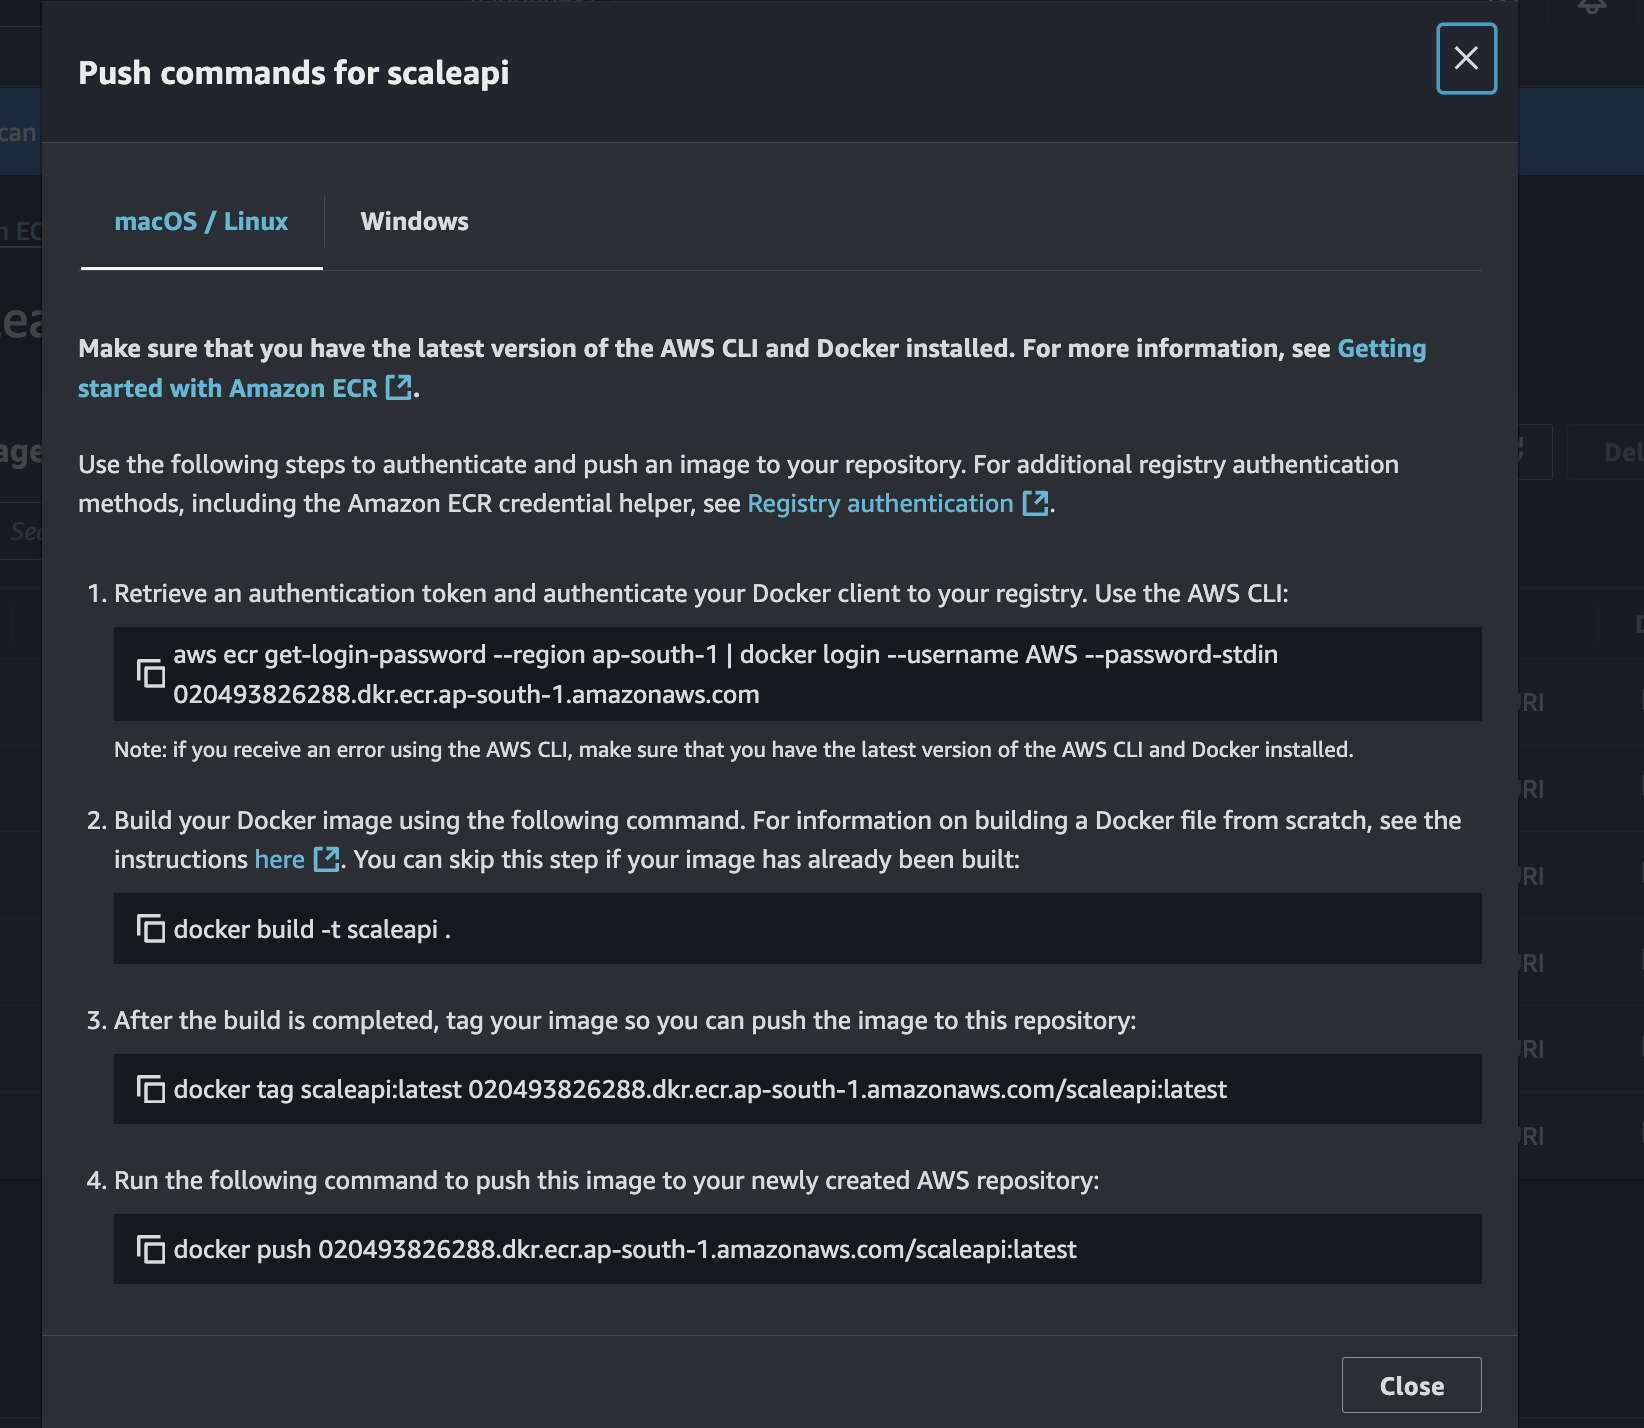 Push commands for scaleapi
macOS / Linux
Windows
Make sure that you have the latest version of the AWS CLI and Docker installed. For more information, see Getting
started with Amazon ECR.
Use the following steps to authenticate and push an image to your repository. For additional registry authentication
methods, including the Amazon ECR credential helper, see Registry authentication.
1. Retrieve an authentication token and authenticate your Docker client to your registry. Use the AWS CLI:
aws ecr get-login-password --region ap-south-1 | docker login --username AWS --password-stdin
020493826288.dkr.ecr.ap-south-1.amazonaws.com
Note: if you receive an error using the AWS CLI, make sure that you have the latest version of the AWS CLI and Docker installed.
2. Build your Docker image using the following command. For information on building a Docker file from scratch, see the
instructions here. You can skip this step if your image has already been built:
docker build -t scaleapi .
3. After the build is completed, tag your image so you can push the image to this repository:
docker tag scaleapi:latest 020493826288.dkr.ecr.ap-south-1.amazonaws.com/scaleapi:latest
4. Run the following command to push this image to your newly created AWS repository:
docker push 020493826288.dkr.ecr.ap-south-1.amazonaws.com/scaleapi:latest
Close